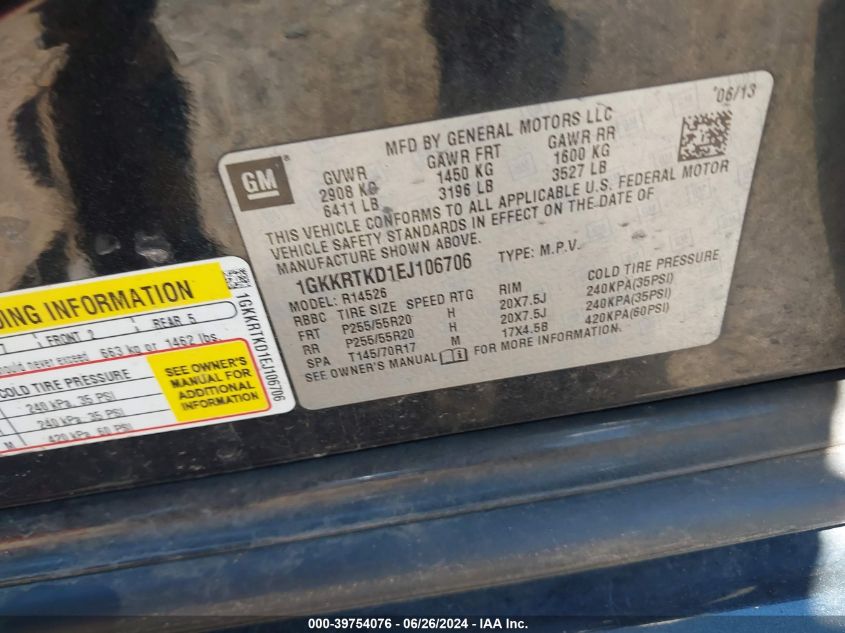 GM
MFD BY GENERAL MOTORS LLC
06/13
GVWR GAWR FRT GAWR RR
2908 KG 1450 KG 1600 KG
6411 LB 3196 LB 3527 LB
THIS VEHICLE CONFORMS TO ALL APPLICABLE U.S. FEDERAL MOTOR
VEHICLE SAFETY STANDARDS IN EFFECT ON THE DATE OF
MANUFACTURE SHOWN ABOVE.
1GKKRTKD1EJ106706 TYPE: M.P.V.
MODEL: R14526
RBBC TIRE SIZE SPEED RTG RIM COLD TIRE PRESSURE
FRT P255/55R20 H 20X7.5J 240KPA(35PSI)
RR P255/55R20 H 20X7.5J 240KPA(35PSI)
SPA T145/70R17 M 17X4.5B 420KPA(60PSI)
SEE OWNER'S MANUAL FOR MORE INFORMATION.
INFORMATION
FRONT 2 REAR 5
should never exceed 663 kg or 1462 lbs.
COLD TIRE PRESSURE
240 kPa 35 PSI
240 kPa 35 PSI
M 420 kPa 60 PSI
SEE OWNER'S
MANUAL FOR
ADDITIONAL
INFORMATION
1GKKRTKD1EJ106706
000-39754076 - 06/26/2024 - IAA, Inc.